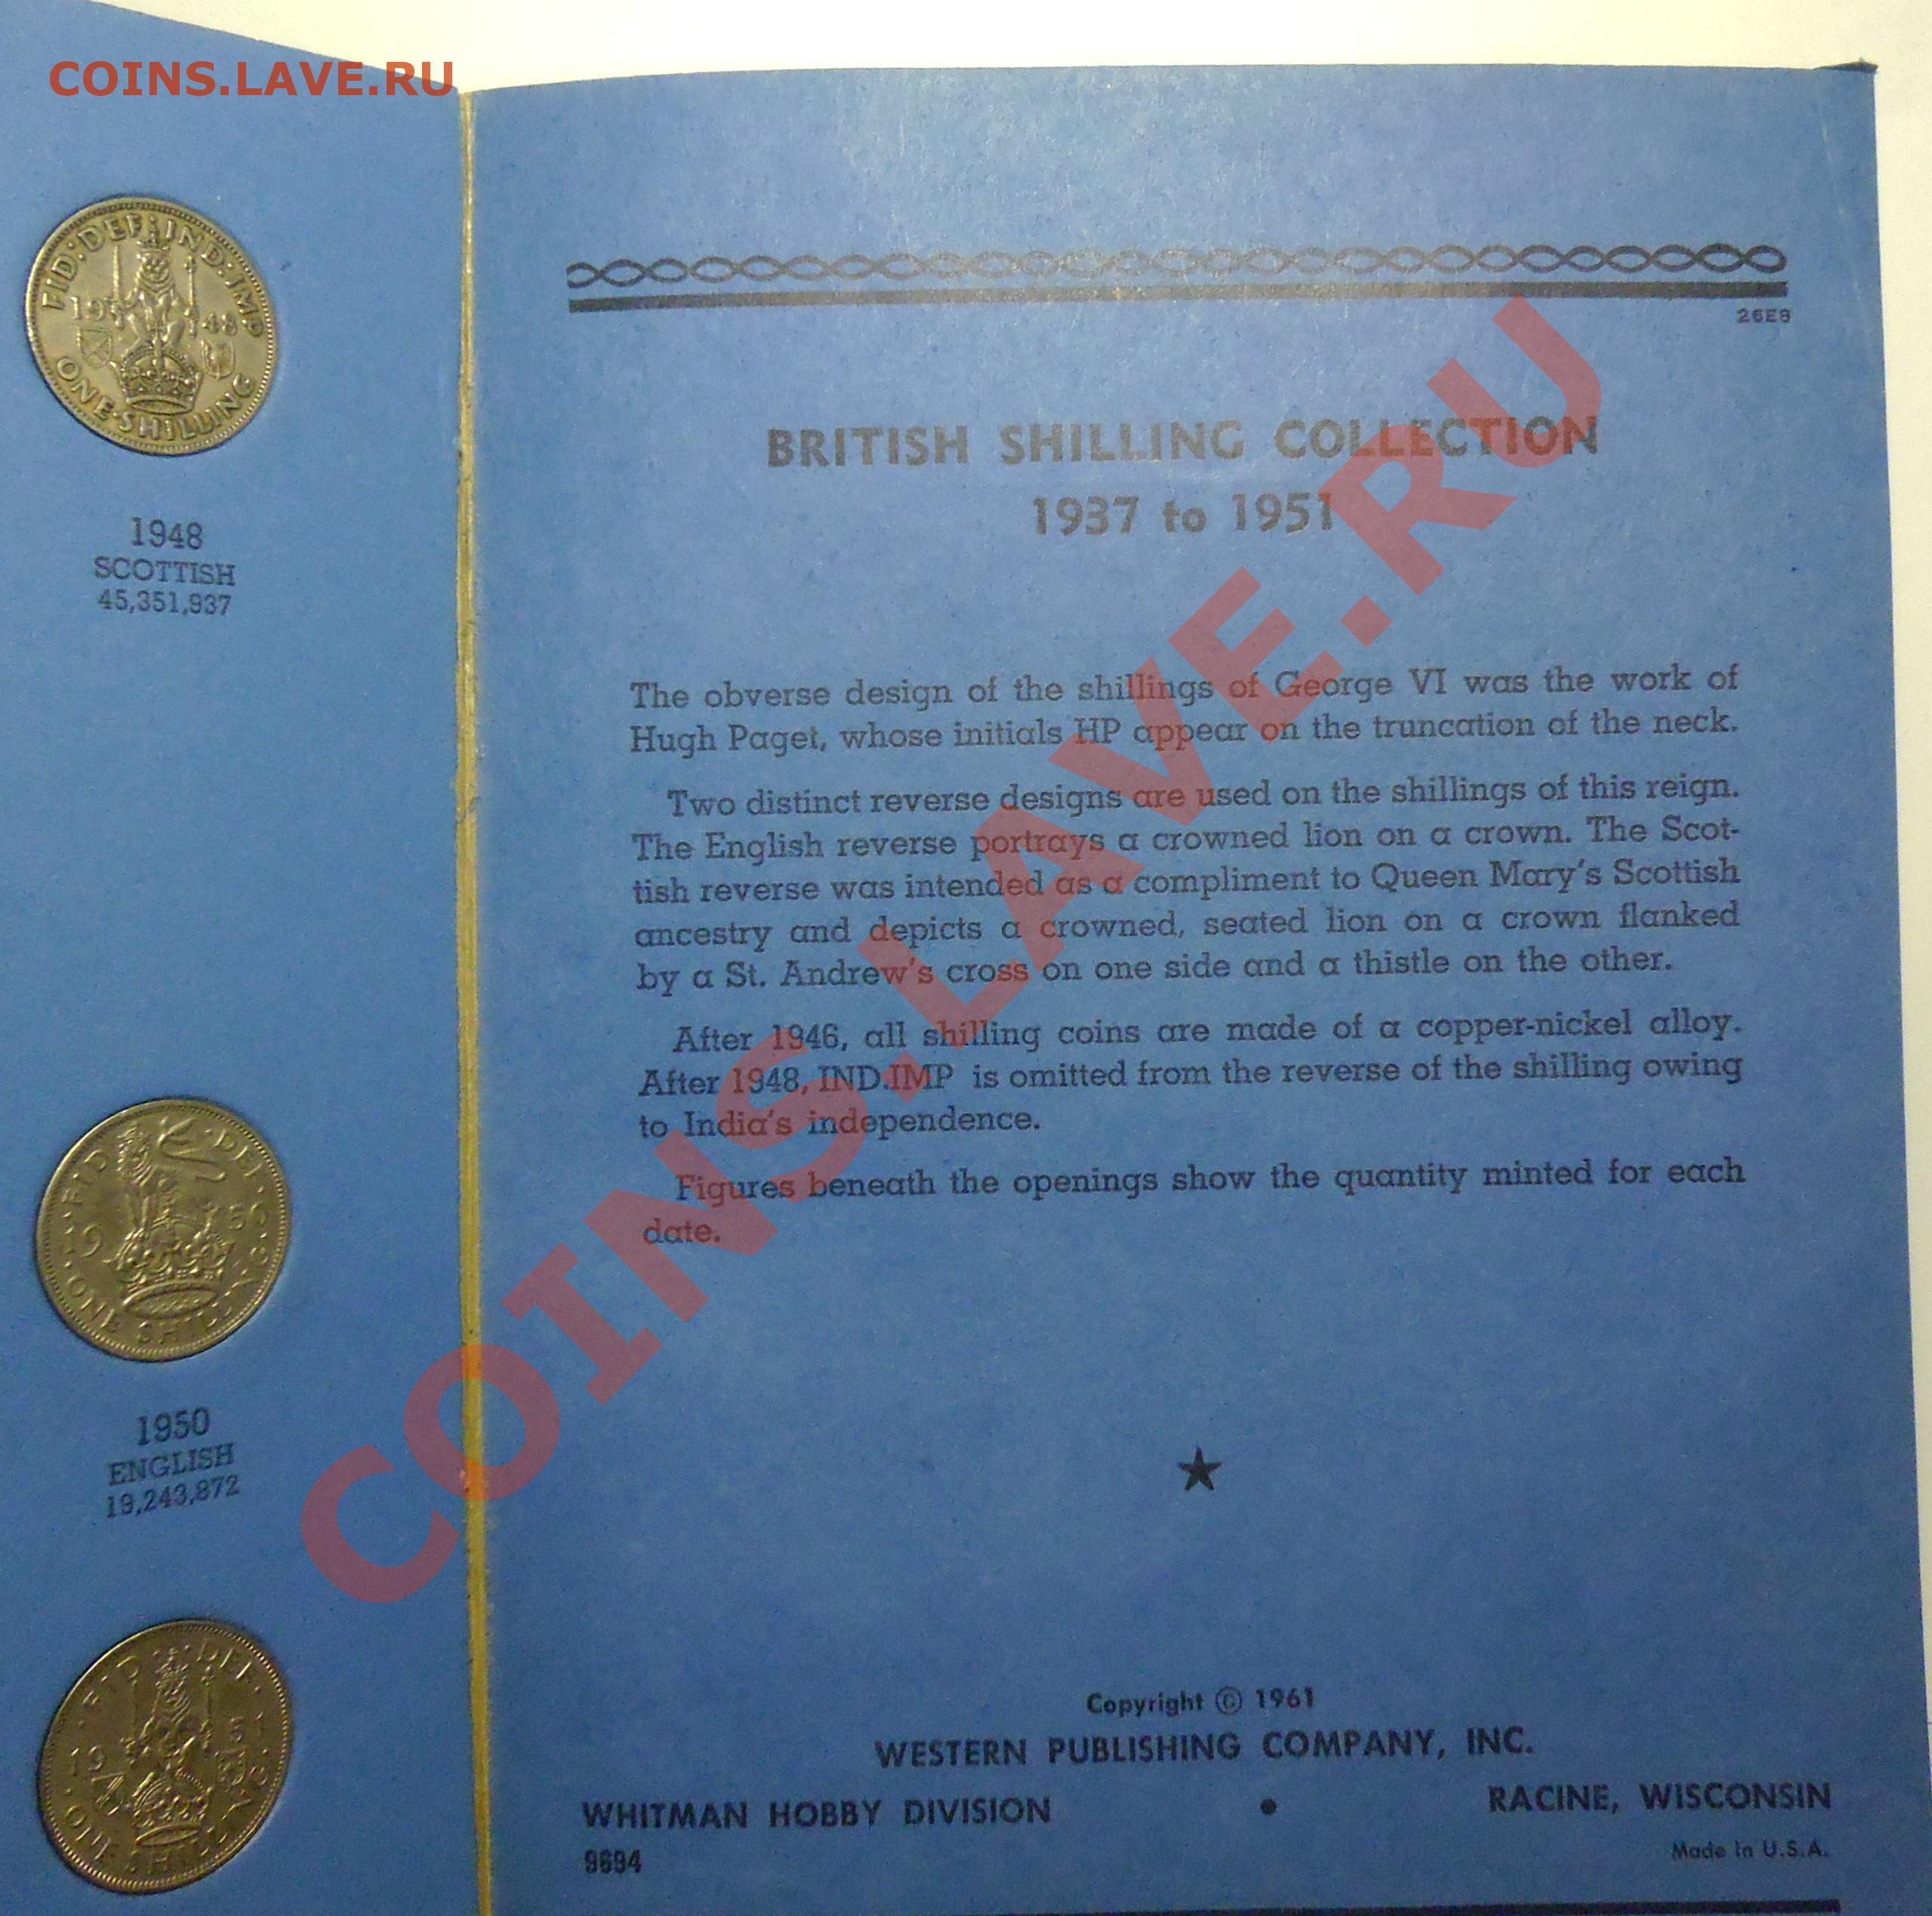 COINS.LAVE.RU
FID:DEF:IND:IMP
1948
ONE·SHILLING
1948
SCOTTISH
45,351,937
FID·DEF·
1950
·ONE SHILLING·
1950
ENGLISH
19,243,872
·FID·DEF·
1951
·ONE SHILLING·
26E8
BRITISH SHILLING COLLECTION
1937 to 1951
The obverse design of the shillings of George VI was the work of
Hugh Paget, whose initials HP appear on the truncation of the neck.
Two distinct reverse designs are used on the shillings of this reign.
The English reverse portrays a crowned lion on a crown. The Scot-
tish reverse was intended as a compliment to Queen Mary's Scottish
ancestry and depicts a crowned, seated lion on a crown flanked
by a St. Andrew's cross on one side and a thistle on the other.
After 1946, all shilling coins are made of a copper-nickel alloy.
After 1948, IND.IMP is omitted from the reverse of the shilling owing
to India's independence.
Figures beneath the openings show the quantity minted for each
date.
Copyright © 1961
WESTERN PUBLISHING COMPANY, INC.
WHITMAN HOBBY DIVISION • RACINE, WISCONSIN
9694
Made in U.S.A.
COINS.LAVE.RU